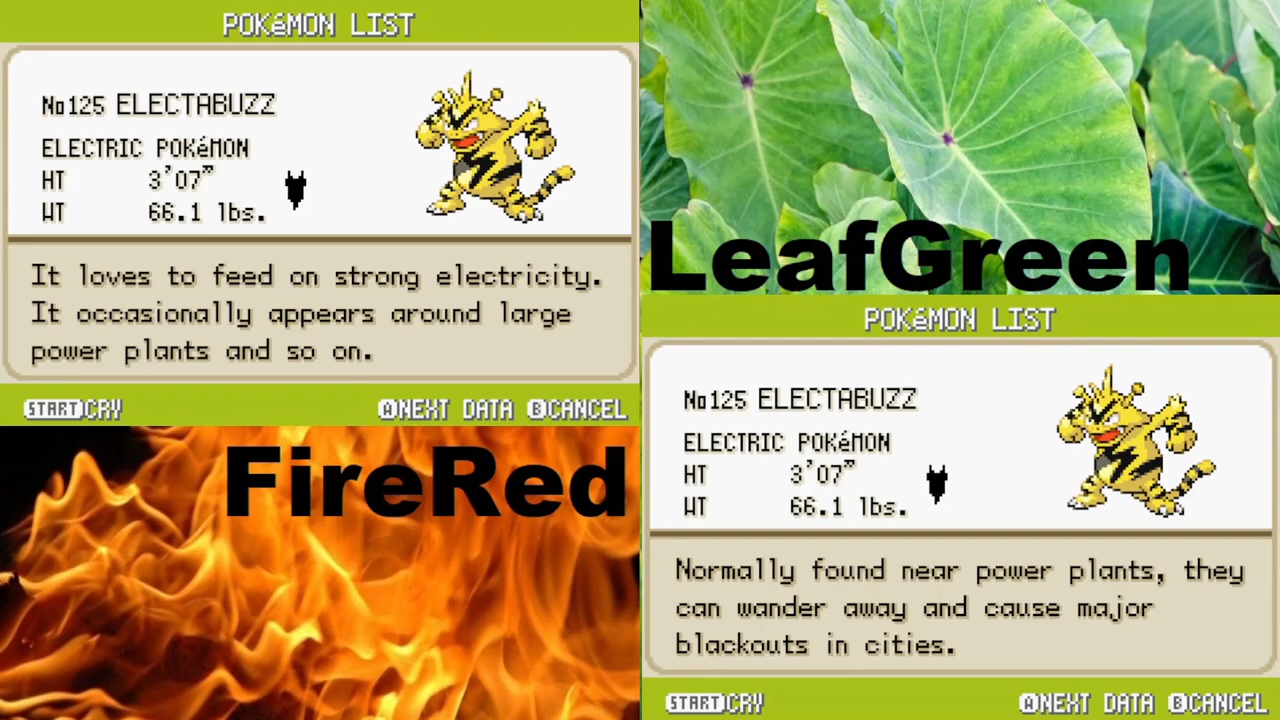 POKéMON LIST
No125 ELECTABUZZ
ELECTRIC POKéMON
HT 3'07"
WT 66.1 lbs.
It loves to feed on strong electricity.
It occasionally appears around large
power plants and so on.
START CRY
A NEXT DATA B CANCEL
FireRed
LeafGreen
POKéMON LIST
No125 ELECTABUZZ
ELECTRIC POKéMON
HT 3'07"
WT 66.1 lbs.
Normally found near power plants, they
can wander away and cause major
blackouts in cities.
START CRY
A NEXT DATA B CANCEL